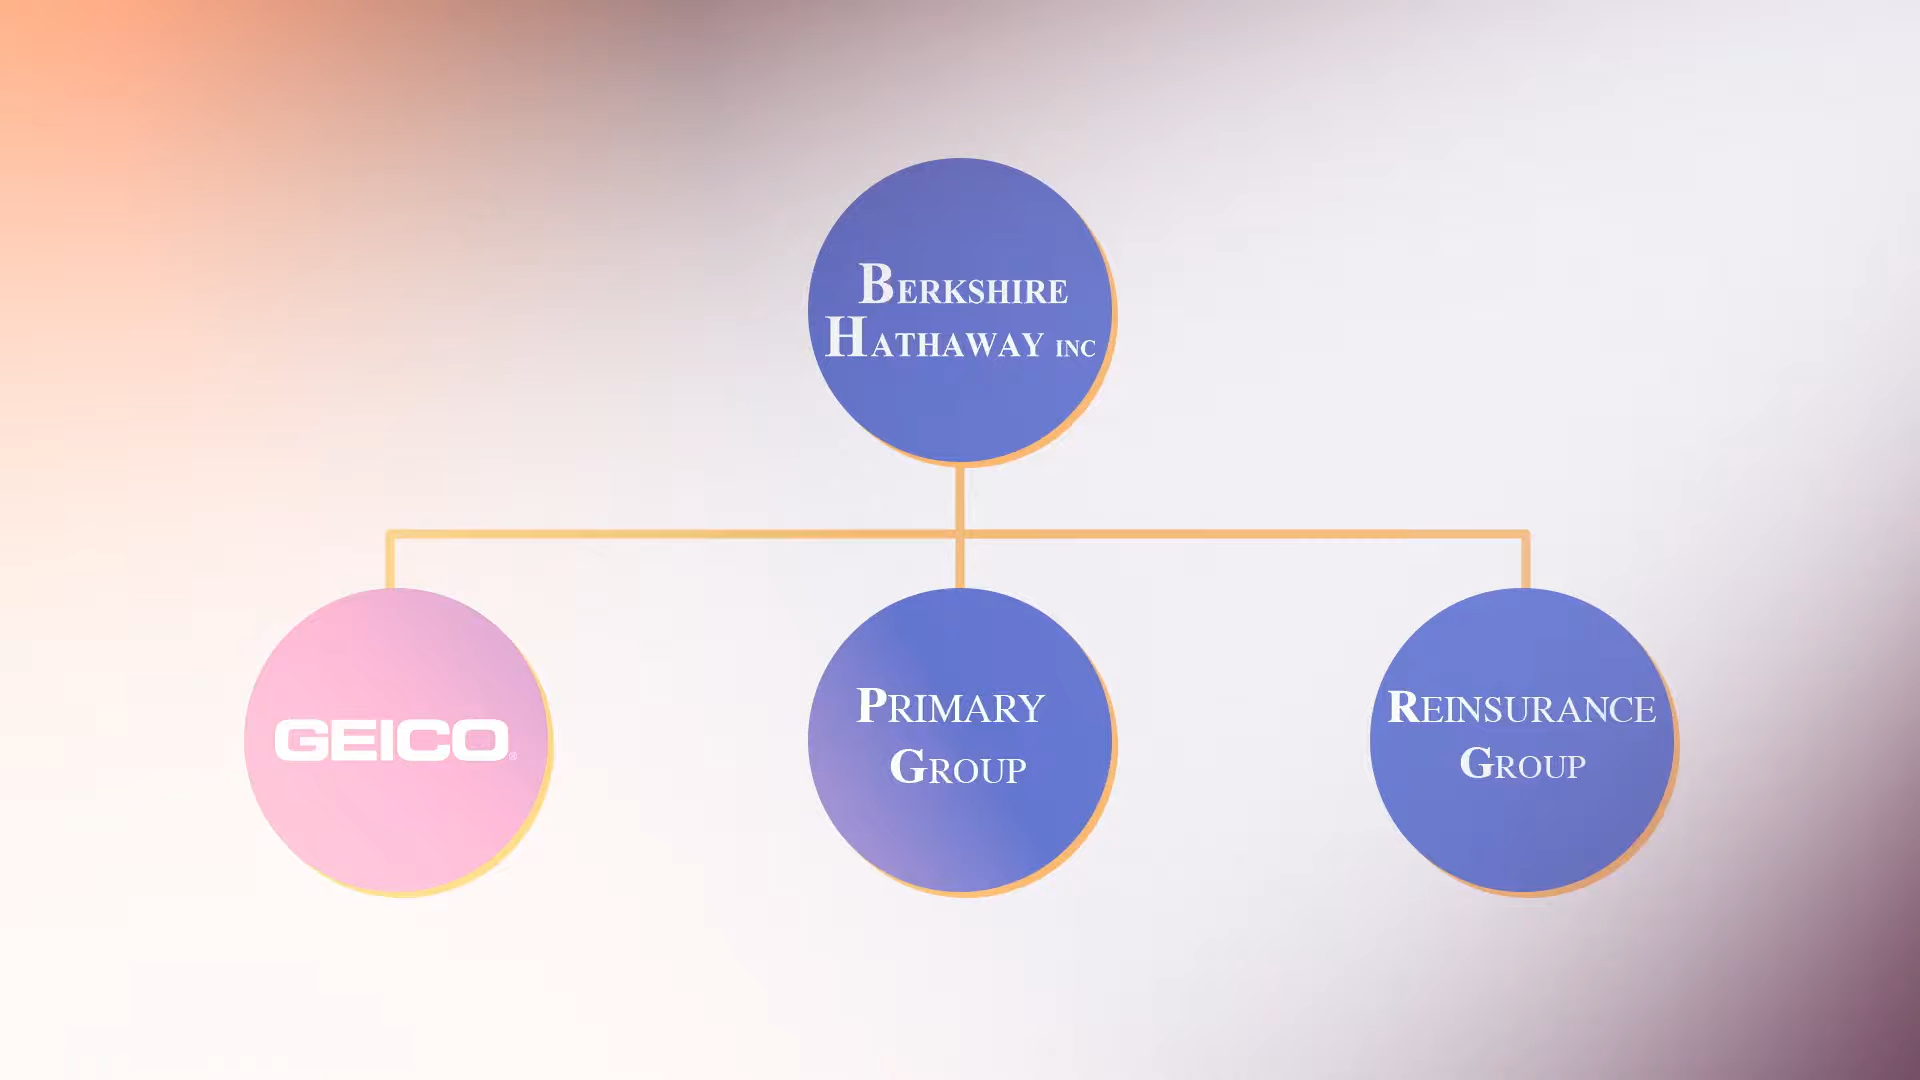 BERKSHIRE
HATHAWAY INC
GEICO®
PRIMARY
GROUP
REINSURANCE
GROUP